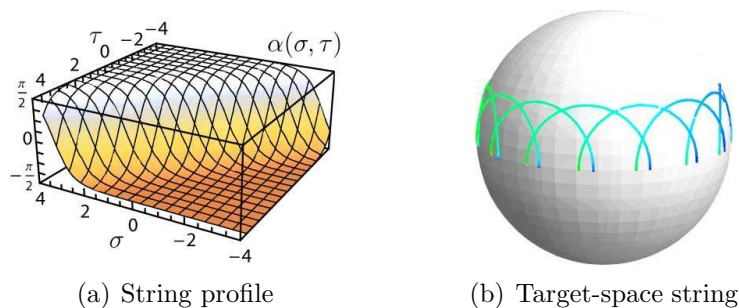 τ
-4
-2
0
2
4
α(σ, τ)
π/2
0
-π/2
4
2
0
-2
-4
σ
(a) String profile
(b) Target-space string